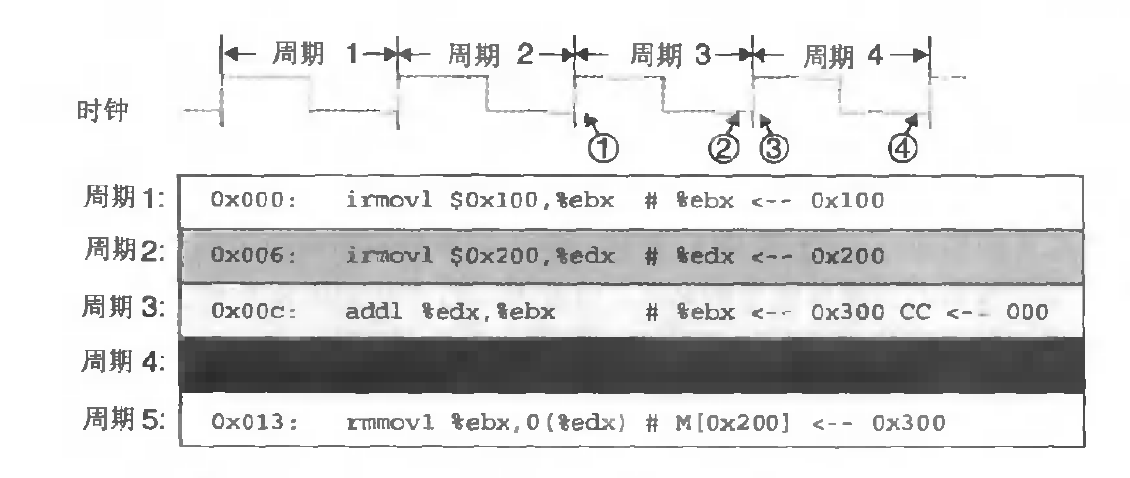 周期 1 周期 2 周期 3 周期 4
时钟
① ② ③ ④
周期 1: 0x000: irmovl $0x100,%ebx # %ebx <-- 0x100
周期 2: 0x006: irmovl $0x200,%edx # %edx <-- 0x200
周期 3: 0x00c: addl %edx,%ebx # %ebx <-- 0x300 CC <-- 000
周期 4:
周期 5: 0x013: rmmovl %ebx,0(%edx) # M[0x200] <-- 0x300